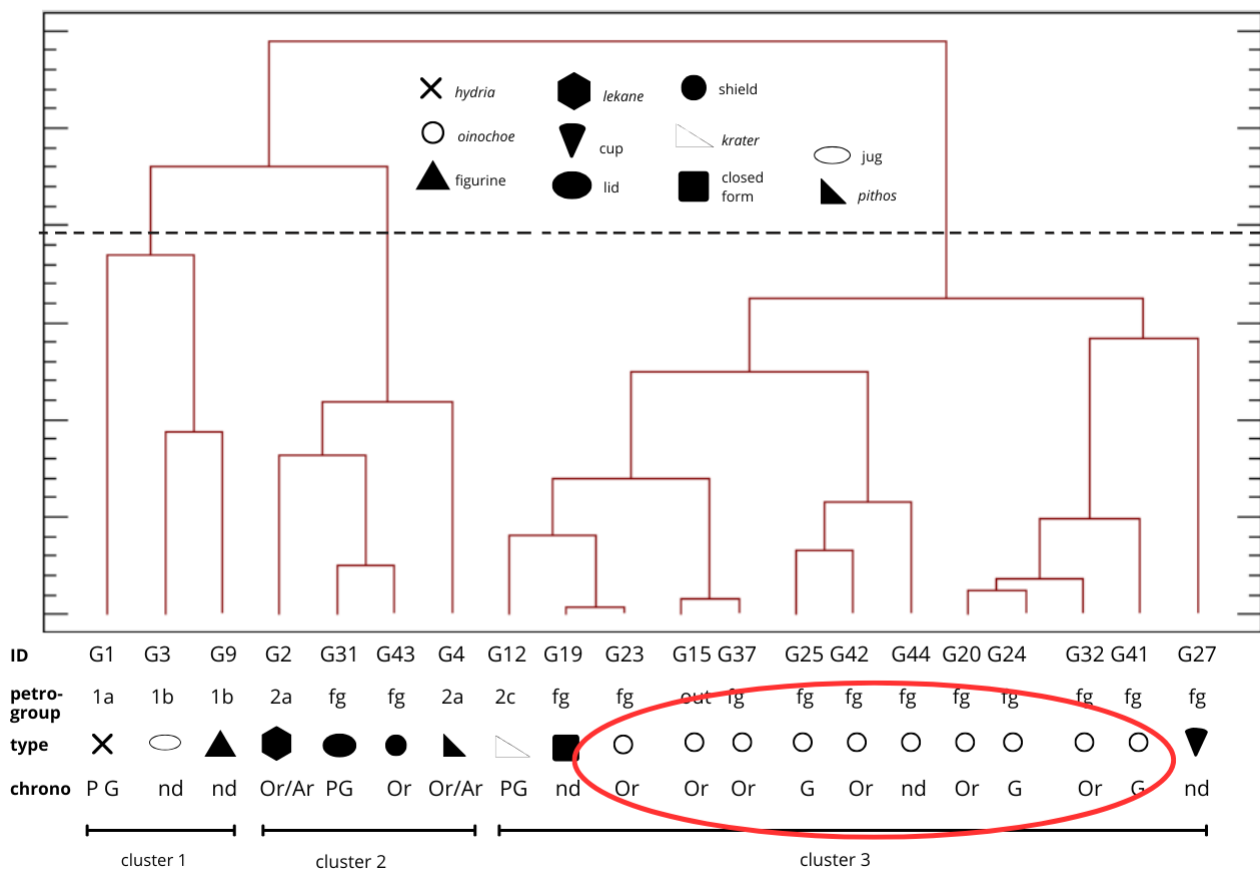 hydria lekane shield
oinochoe cup krater jug
figurine lid closed form pithos
ID G1 G3 G9 G2 G31 G43 G4 G12 G19 G23 G15 G37 G25 G42 G44 G20 G24 G32 G41 G27
petro-group 1a 1b 1b 2a fg fg 2a 2c fg fg out fg fg fg nd fg fg fg fg fg
type
chrono P G nd nd Or/Ar PG Or Or/Ar PG nd Or Or Or G Or nd Or G Or G nd
cluster 1 cluster 2 cluster 3